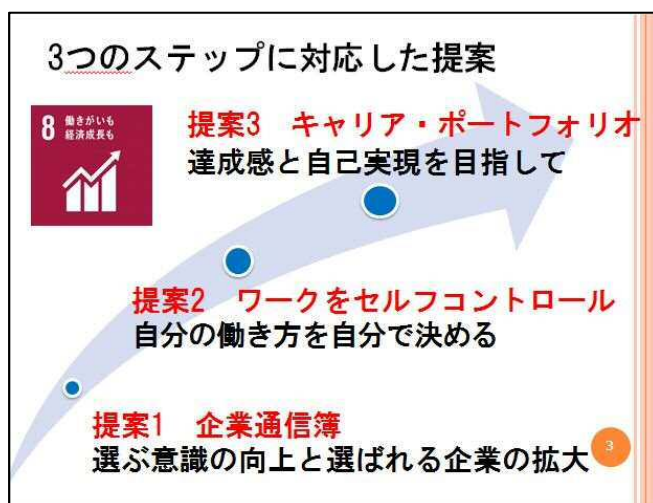 3つのステップに対応した提案
8 働きがいも
経済成長も
提案3　キャリア・ポートフォリオ
達成感と自己実現を目指して
提案2　ワークをセルフコントロール
自分の働き方を自分で決める
提案1　企業通信簿
選ぶ意識の向上と選ばれる企業の拡大
3